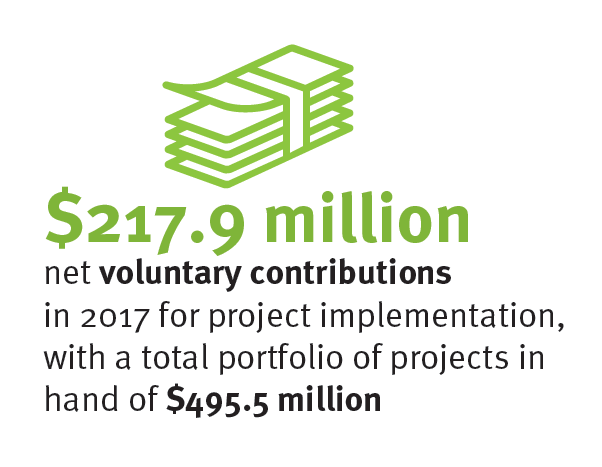 $217.9 million
net voluntary contributions
in 2017 for project implementation,
with a total portfolio of projects in
hand of $495.5 million